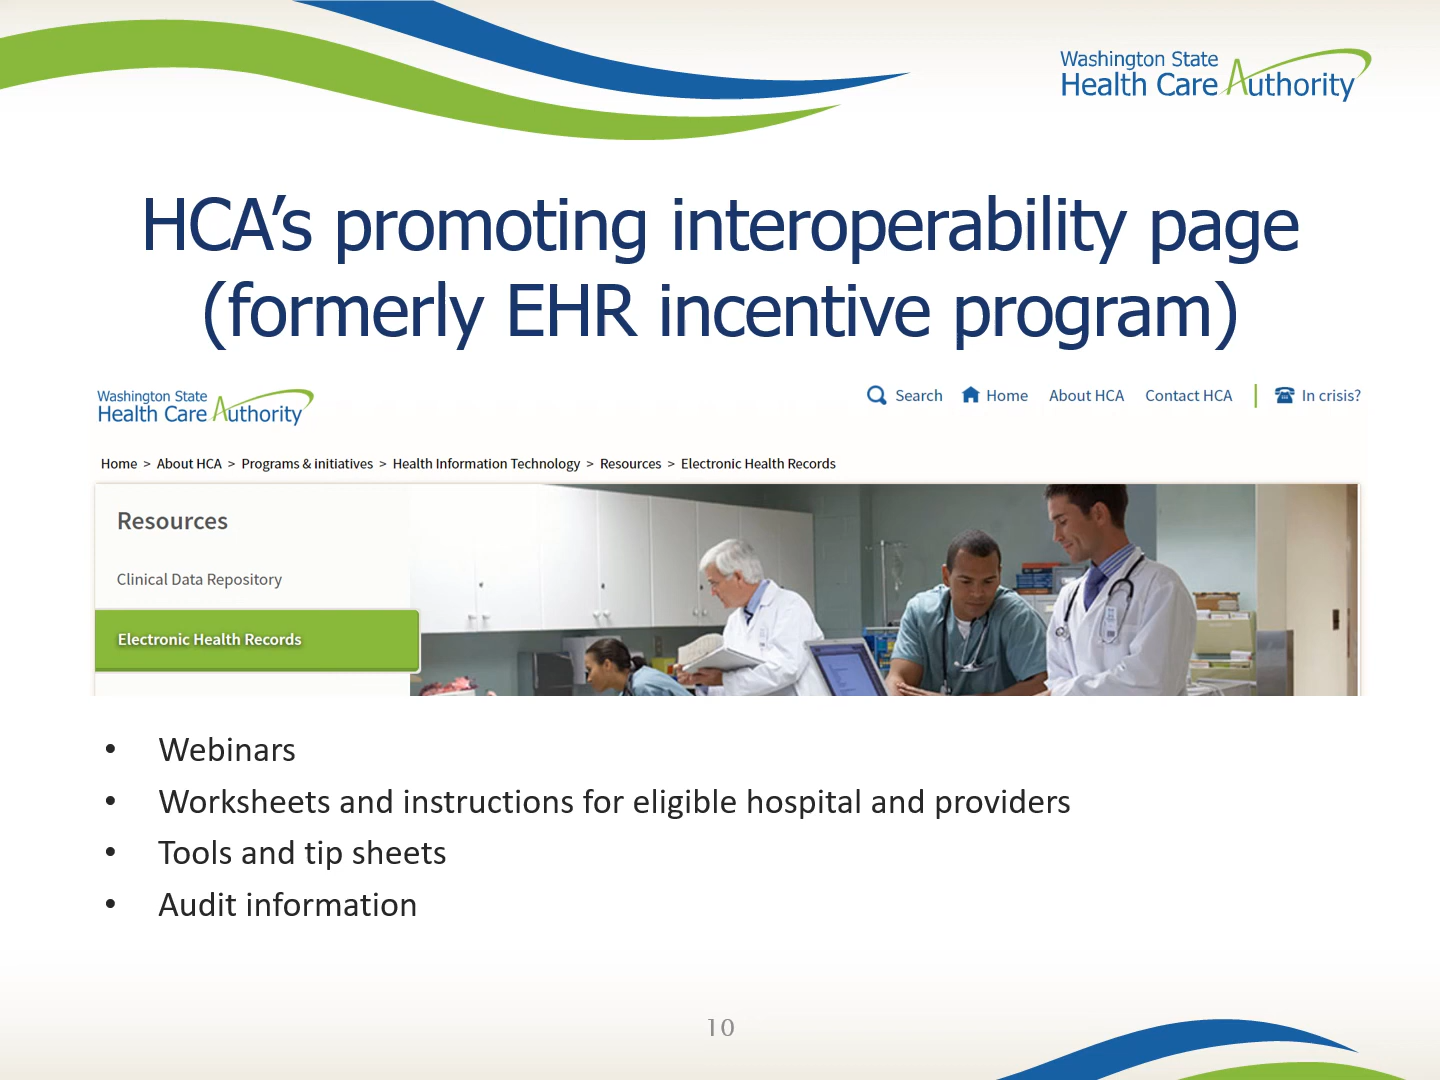 Washington State
Health Care Authority
HCA’s promoting interoperability page
(formerly EHR incentive program)
Washington State
Health Care Authority
Search Home About HCA Contact HCA In crisis?
Home > About HCA > Programs & initiatives > Health Information Technology > Resources > Electronic Health Records
Resources
Clinical Data Repository
Electronic Health Records
• Webinars
• Worksheets and instructions for eligible hospital and providers
• Tools and tip sheets
• Audit information
10